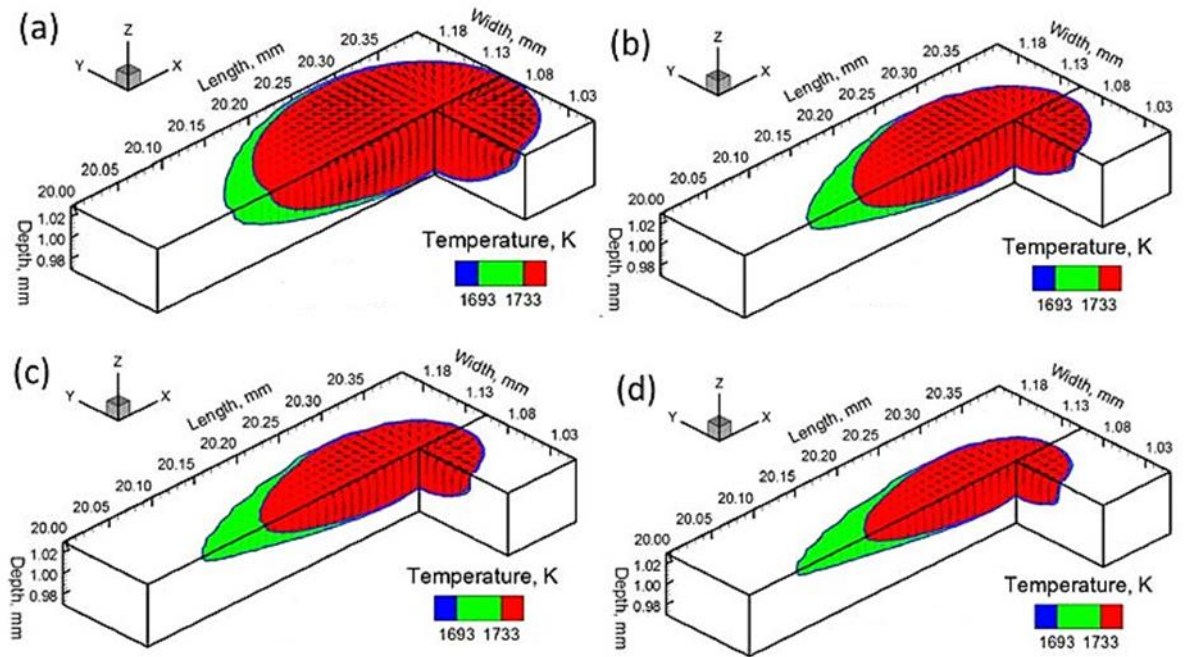 (a)
Z
Y
X
Length, mm
Width, mm
20.00
20.05
20.10
20.20
20.25
20.30
20.35
1.18
1.13
1.08
1.03
1.02
1.00
0.98
Depth, mm
Temperature, K
1693 1733
(b)
Z
Y
X
Length, mm
Width, mm
20.00
20.05
20.10
20.15
20.20
20.25
20.30
20.35
1.18
1.13
1.08
1.03
1.02
1.00
0.98
Depth, mm
Temperature, K
1693 1733
(c)
Z
Y
X
Length, mm
Width, mm
20.00
20.05
20.10
20.15
20.20
20.25
20.30
20.35
1.18
1.13
1.08
1.03
1.02
1.00
0.98
Depth, mm
Temperature, K
1693 1733
(d)
Z
Y
X
Length, mm
Width, mm
20.00
20.05
20.10
20.15
20.20
20.25
20.30
20.35
1.18
1.13
1.08
1.03
1.02
1.00
0.98
Depth, mm
Temperature, K
1693 1733